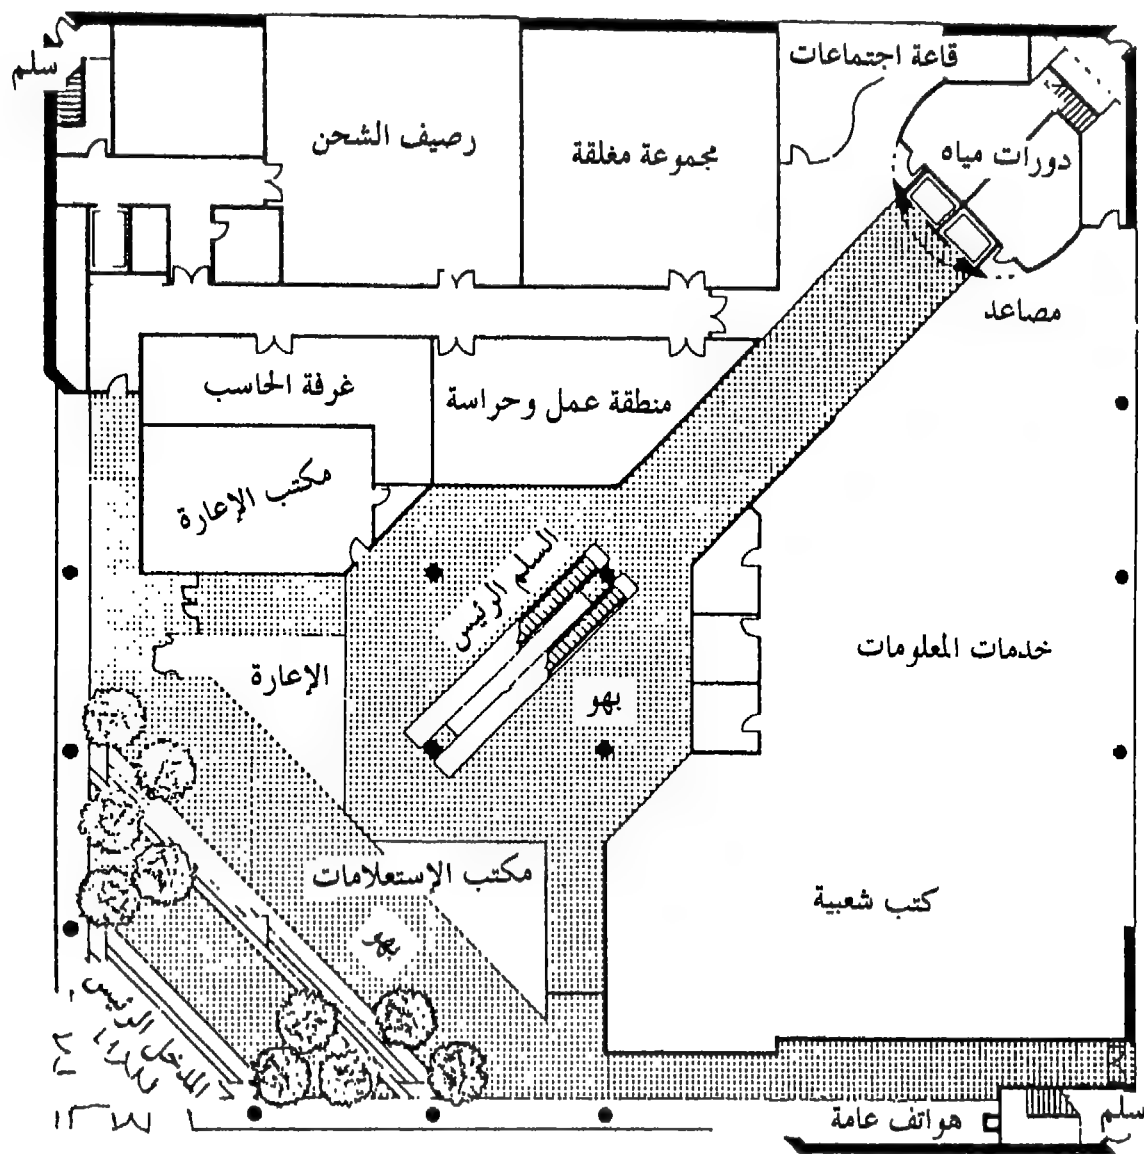 قاعة اجتماعات
سلم
رصيف الشحن
مجموعة مغلقة
دورات مياه
مصاعد
غرفة الحاسب
منطقة عمل وحراسة
مكتب الإعارة
السلم الرئيس
خدمات المعلومات
الإعارة
بهو
مكتب الإستعلامات
كتب شعبية
بهو
المدخل الرئيس
هواتف عامة
سلم